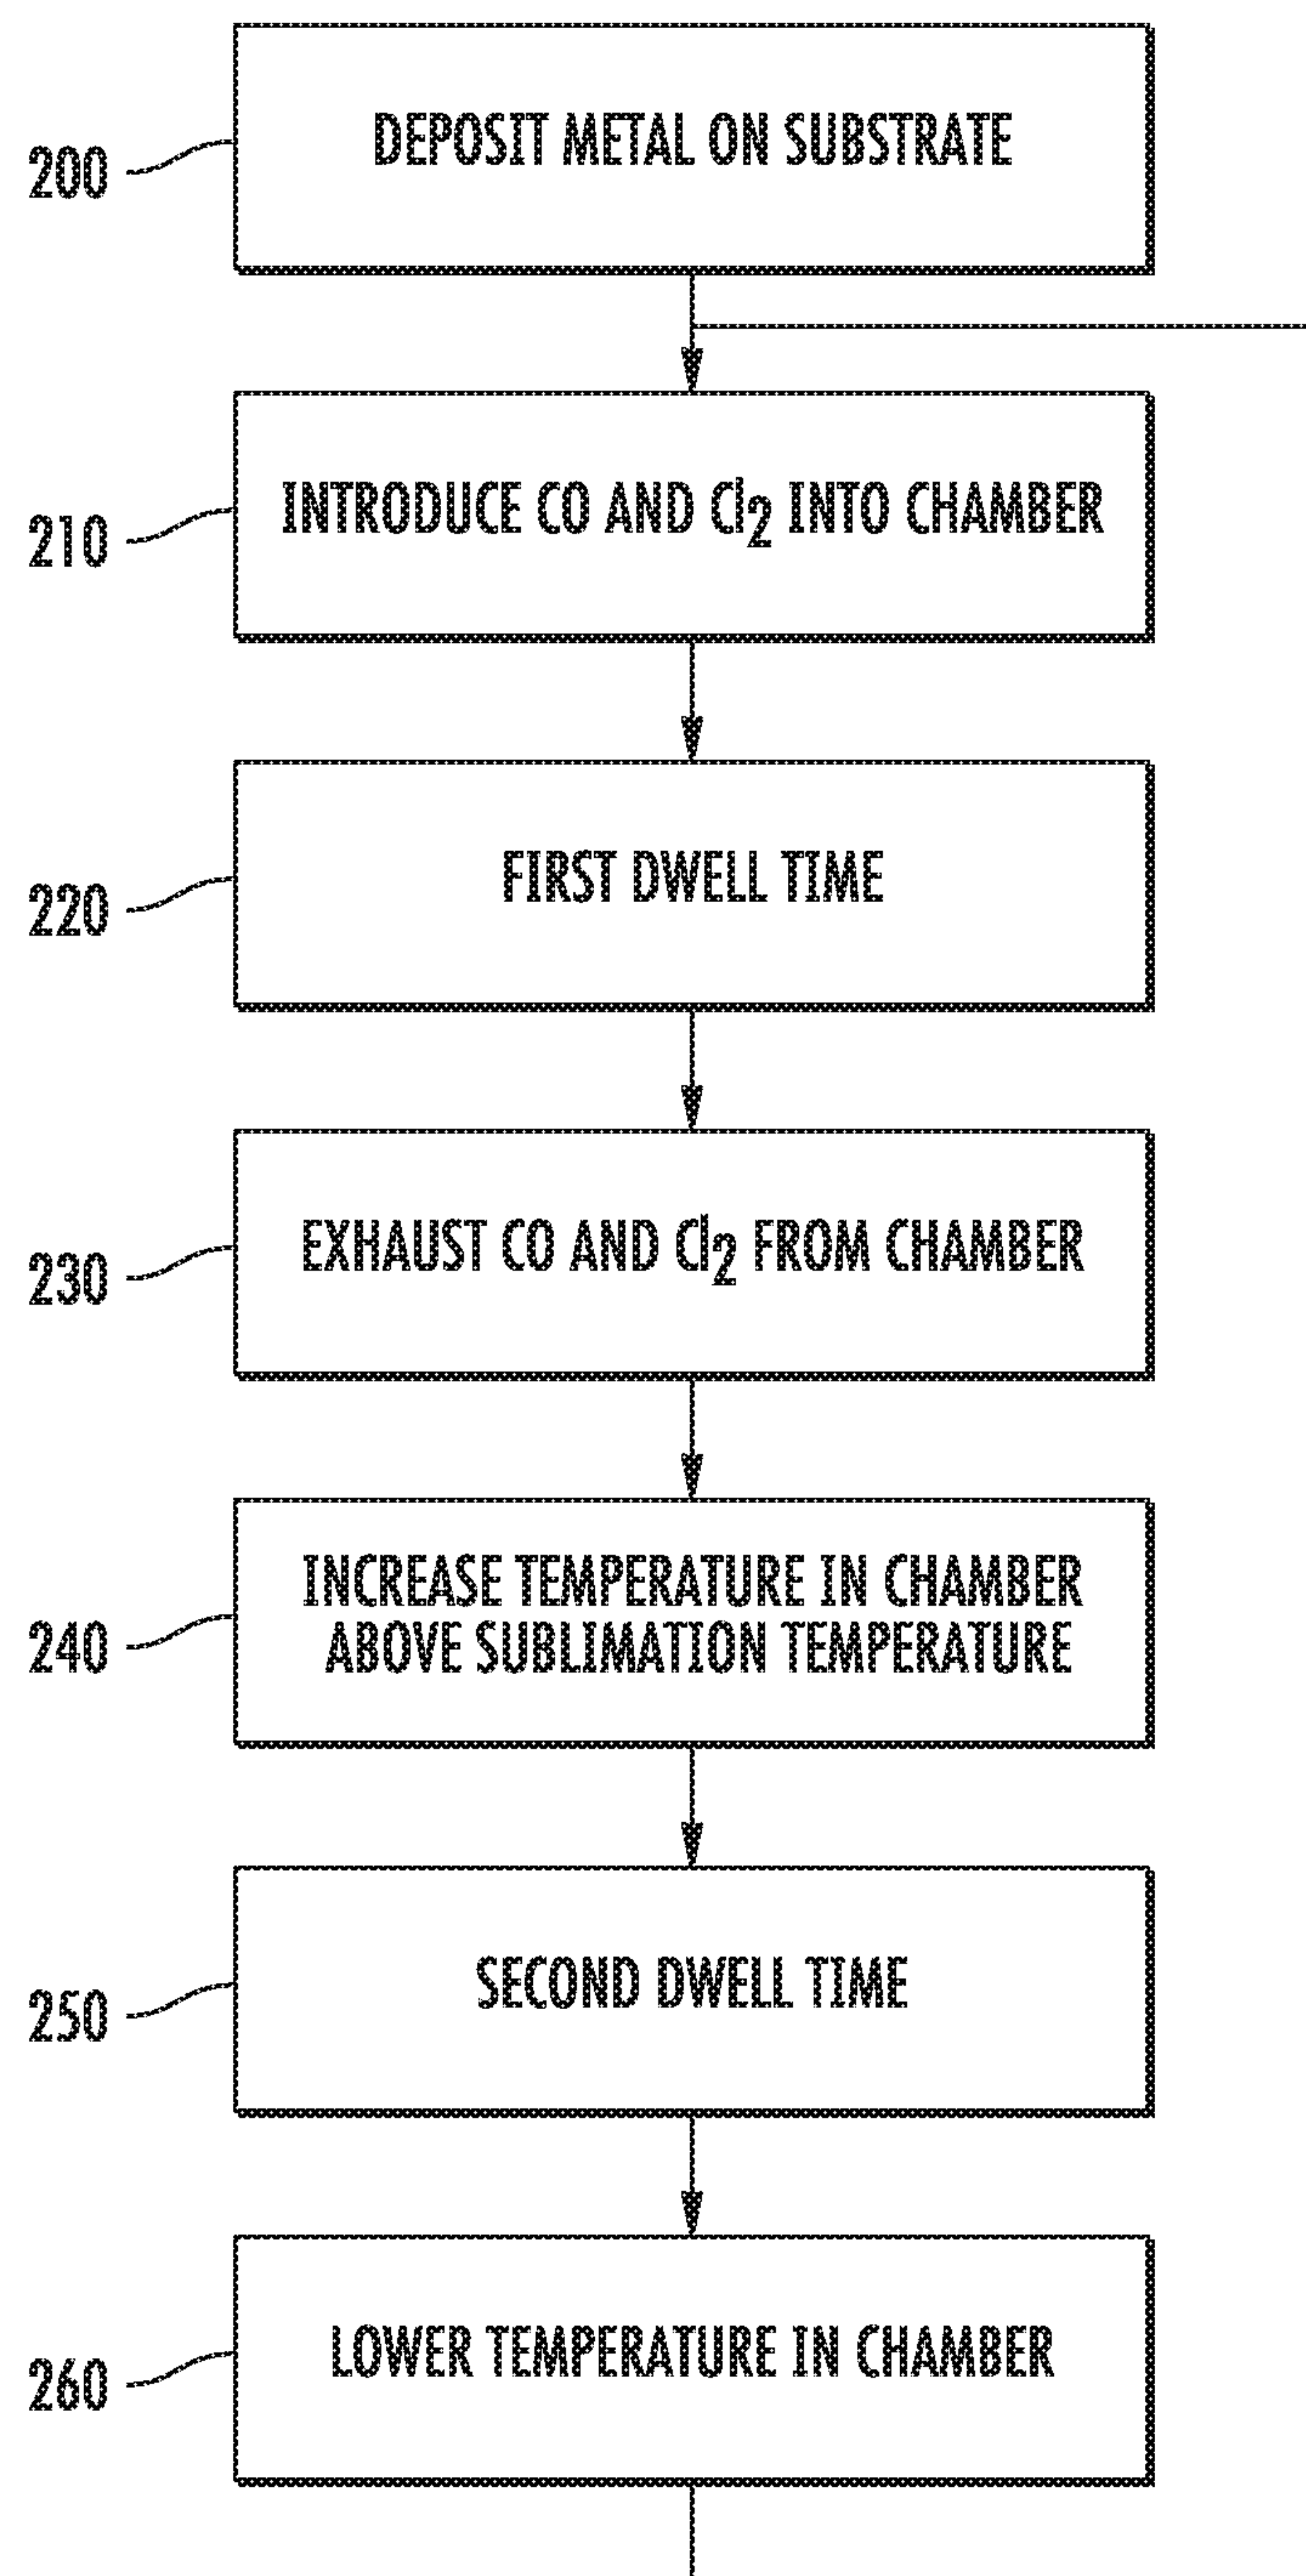 200
DEPOSIT METAL ON SUBSTRATE
210
INTRODUCE CO AND Cl2 INTO CHAMBER
220
FIRST DWELL TIME
230
EXHAUST CO AND Cl2 FROM CHAMBER
240
INCREASE TEMPERATURE IN CHAMBER
ABOVE SUBLIMATION TEMPERATURE
250
SECOND DWELL TIME
260
LOWER TEMPERATURE IN CHAMBER